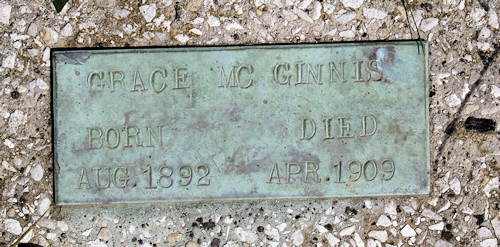 GRACE MC GINNIS
BORN DIED
AUG. 1892 APR. 1909